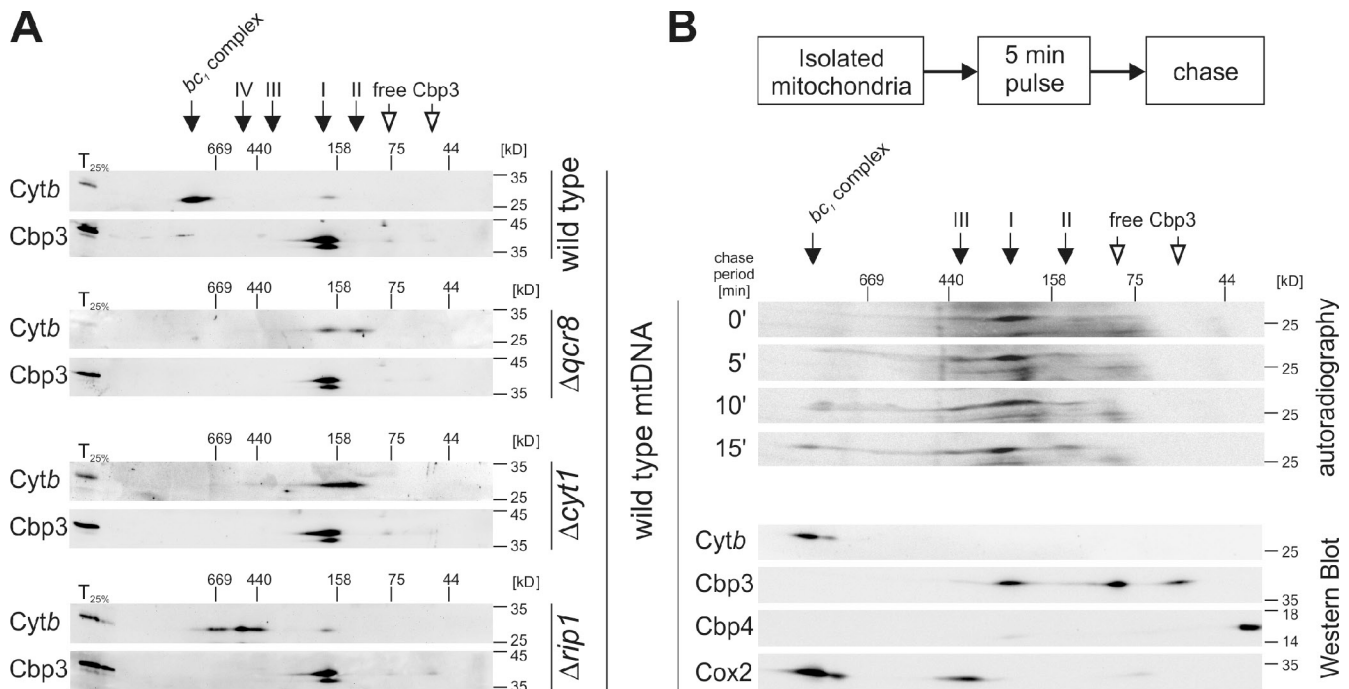 A
bc1 complex
IV III I II free Cbp3
T25% 669 440 158 75 44 [kD]
Cytb 35 25
Cbp3 45 35
wild type
T25% 669 440 158 75 44 [kD]
Cytb 35 25
Cbp3 45 35
Δqcr8
T25% 669 440 158 75 44 [kD]
Cytb 35 25
Cbp3 45 35
Δcyt1
T25% 669 440 158 75 44 [kD]
Cytb 35 25
Cbp3 45 35
Δrip1
wild type mtDNA
B
Isolated
mitochondria
5 min
pulse
chase
bc1 complex
III I II free Cbp3
chase
period
[min]
669 440 158 75 44 [kD]
0' 25
5' 25
10' 25
15' 25
autoradiography
Cytb 25
Cbp3 35
Cbp4 18 14
Cox2 35
Western Blot